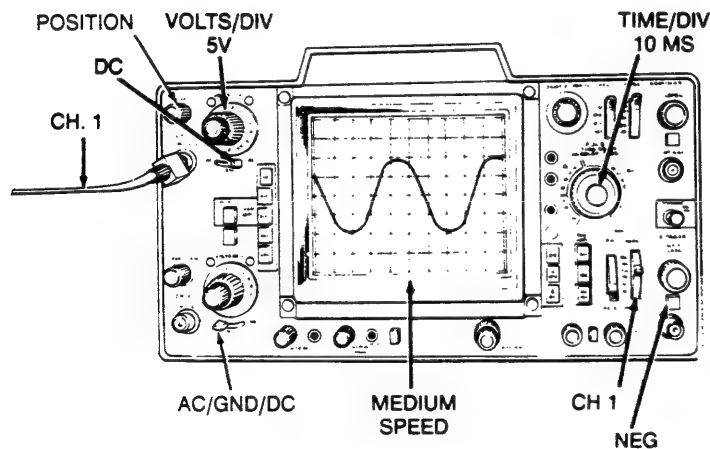 POSITION
VOLTS/DIV
5V
TIME/DIV
10 MS
DC
CH. 1
AC/GND/DC
MEDIUM
SPEED
CH 1
NEG